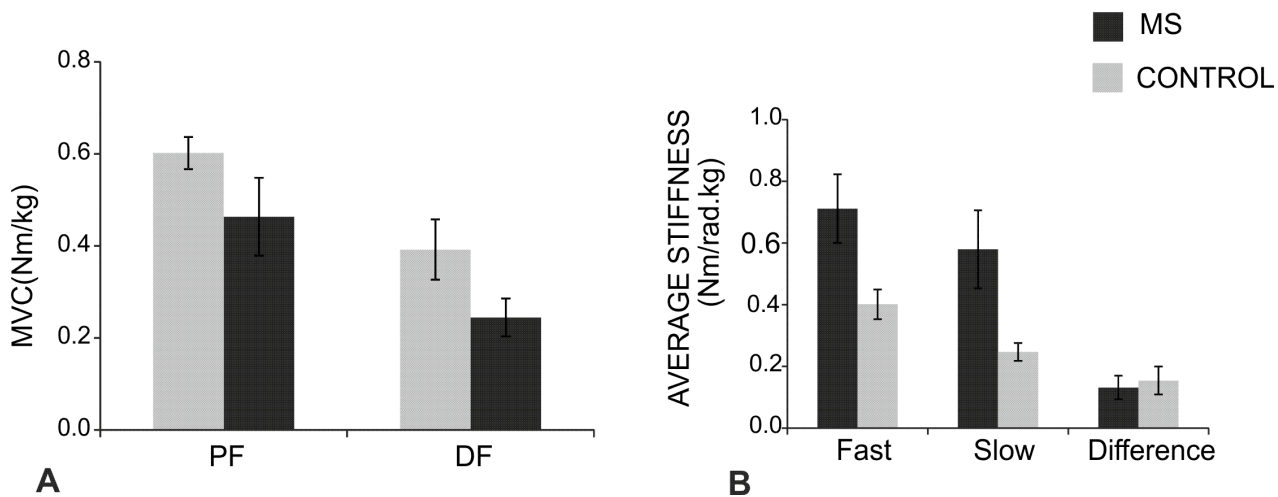 MS
CONTROL
MVC(Nm/kg)
0.8
0.6
0.4
0.2
0.0
PF
DF
A
AVERAGE STIFFNESS
(Nm/rad.kg)
1.0
0.8
0.6
0.4
0.2
0.0
Fast
Slow
Difference
B